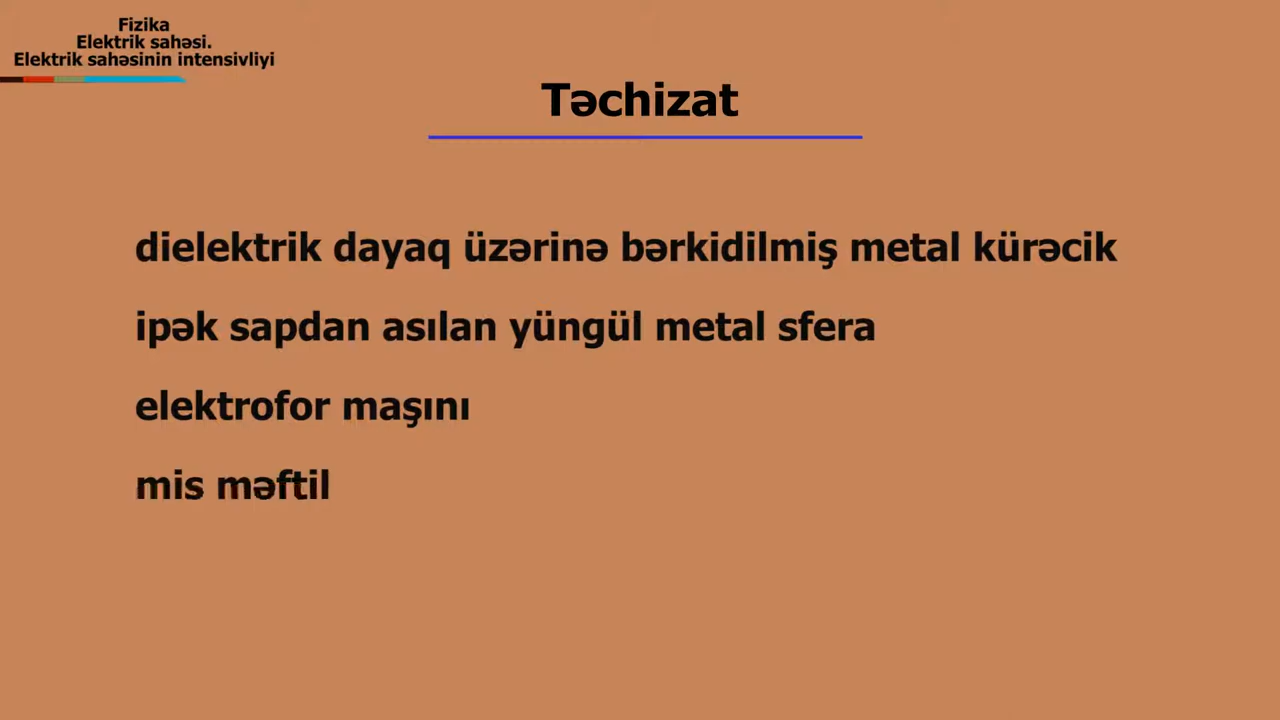 Fizika
Elektrik sahəsi.
Elektrik sahəsinin intensivliyi
Təchizat
dielektrik dayaq üzərinə bərkidilmiş metal kürəcik
ipək sapdan asılan yüngül metal sfera
elektrofor maşını
mis məftil